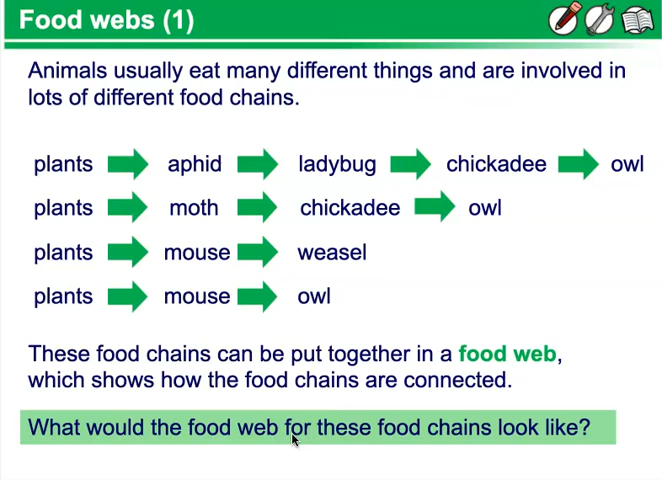 Food webs (1)
Animals usually eat many different things and are involved in
lots of different food chains.
plants aphid ladybug chickadee owl
plants moth chickadee owl
plants mouse weasel
plants mouse owl
These food chains can be put together in a food web,
which shows how the food chains are connected.
What would the food web for these food chains look like?